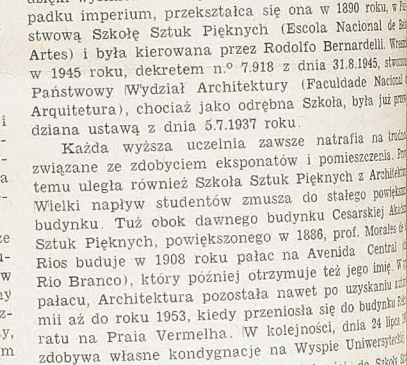 padku imperium, przekształca się ona w 1890 roku, w
stwową Szkołę Sztuk Pięknych (Escola Nacional de
Artes) i była kierowana przez Rodolfo Bernardelli.
w 1945 roku, dekretem n.º 7.918 z dnia 31.8.1945,
Państwowy Wydział Architektury (Faculdade Nacional
Arquitetura), chociaż jako odrębna Szkoła, była już
dziana ustawą z dnia 5.7.1937 roku.
Każda wyższa uczelnia zawsze natrafia na
związane ze zdobyciem eksponatów i pomieszczenia.
temu uległa również Szkoła Sztuk Pięknych z
Wielki napływ studentów zmusza do stałego
budynku. Tuż obok dawnego budynku Cesarskiej
Sztuk Pięknych, powiększonego w 1886, prof. Morales de
Rios buduje w 1908 roku pałac na Avenida Central
Rio Branco), który później otrzymuje też jego imię.
pałacu, Architektura pozostała nawet po uzyskaniu
mii aż do roku 1953, kiedy przeniosła się do budynku
ratu na Praia Vermelha. W kolejności, dnia 24 lipca
zdobywa własne kondygnacje na Wyspie